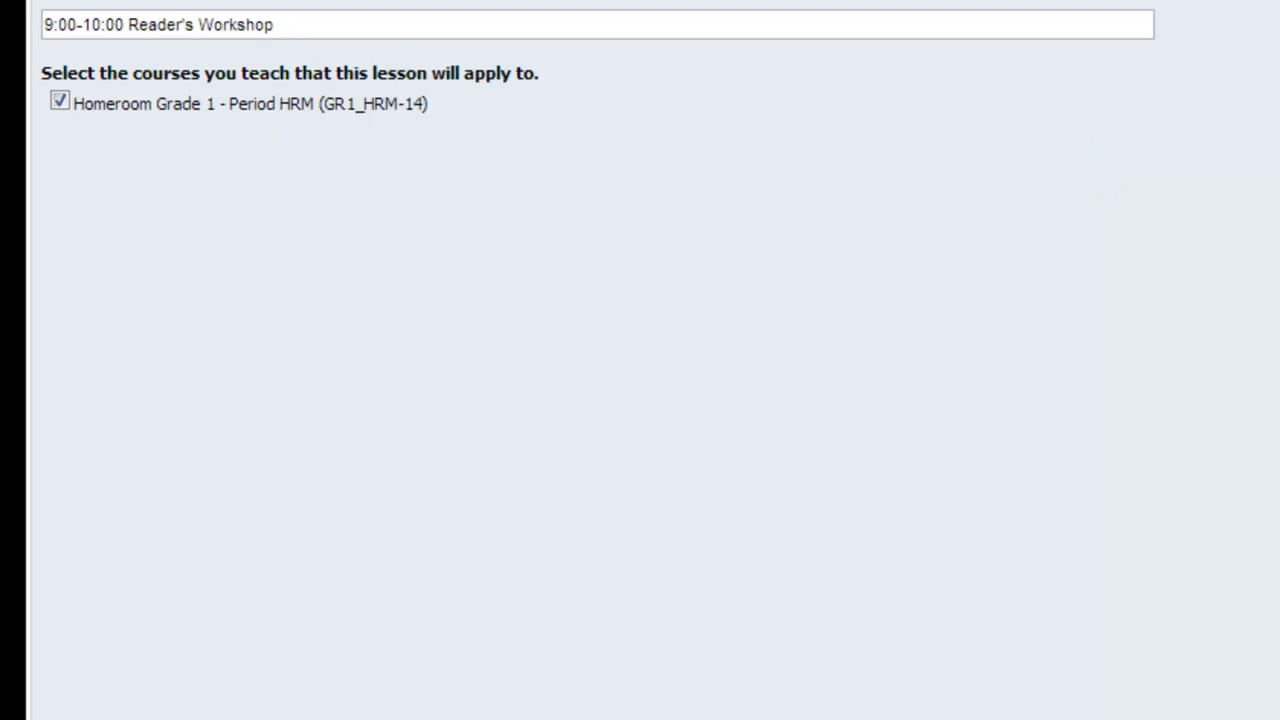 9:00-10:00 Reader's Workshop
Select the courses you teach that this lesson will apply to.
Homeroom Grade 1 - Period HRM (GR1_HRM-14)